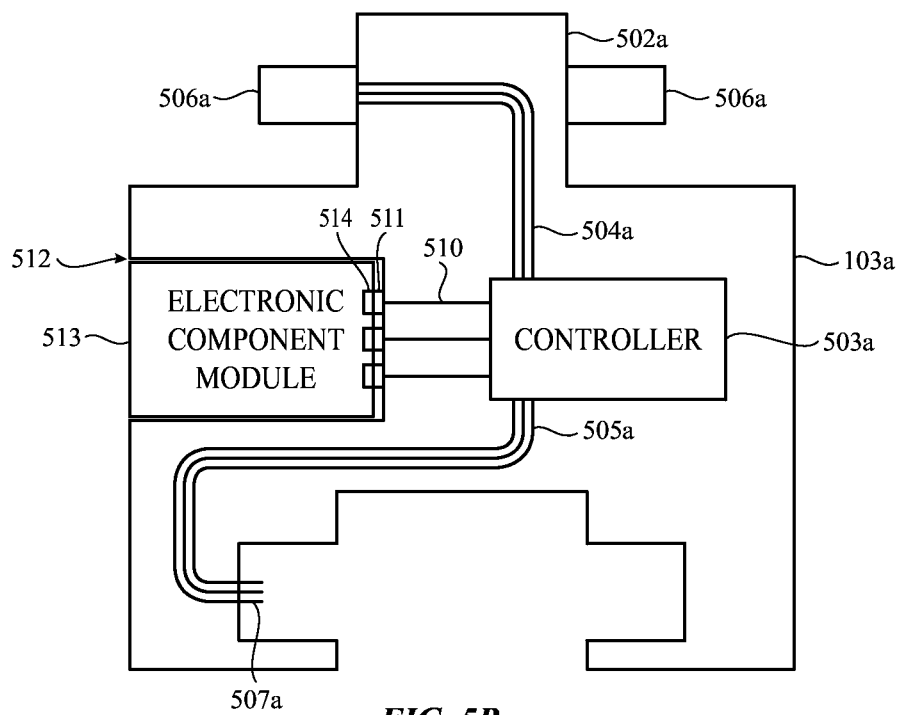 502a
506a
506a
514
511
510
504a
512
103a
ELECTRONIC
COMPONENT
MODULE
CONTROLLER
513
503a
505a
507a